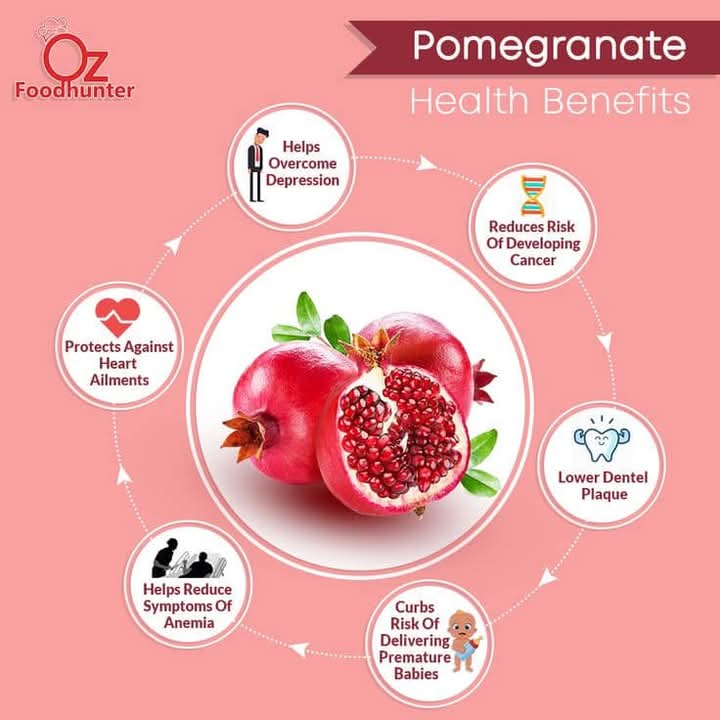 Oz
Foodhunter
Pomegranate
Health Benefits
Helps
Overcome
Depression
Reduces Risk
Of Developing
Cancer
Lower Dentel
Plaque
Curbs
Risk Of
Delivering
Premature
Babies
Helps Reduce
Symptoms Of
Anemia
Protects Against
Heart
Ailments